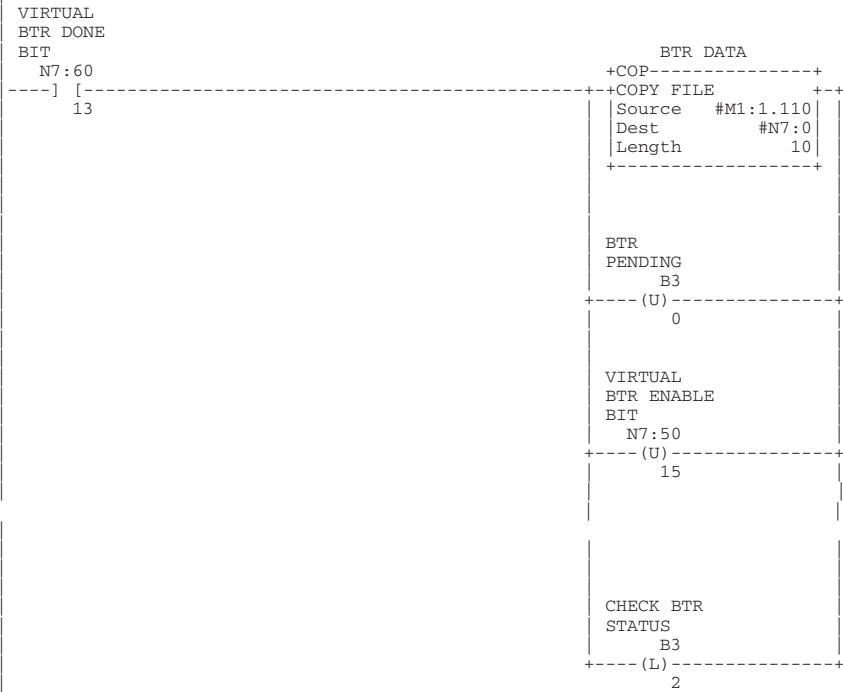 VIRTUAL
BTR DONE
BIT BTR DATA
N7:60 +COP---------------+
|----] [-----------------------------------------------+-+COPY FILE +-+
13 | |Source #M1:1.110| |
| |Dest #N7:0| |
| |Length 10| |
| +------------------+ |
BTR
PENDING
B3
+----(U)---------------+
0
VIRTUAL
BTR ENABLE
BIT
N7:50
+----(U)---------------+
15
CHECK BTR
STATUS
B3
+----(L)---------------+
2